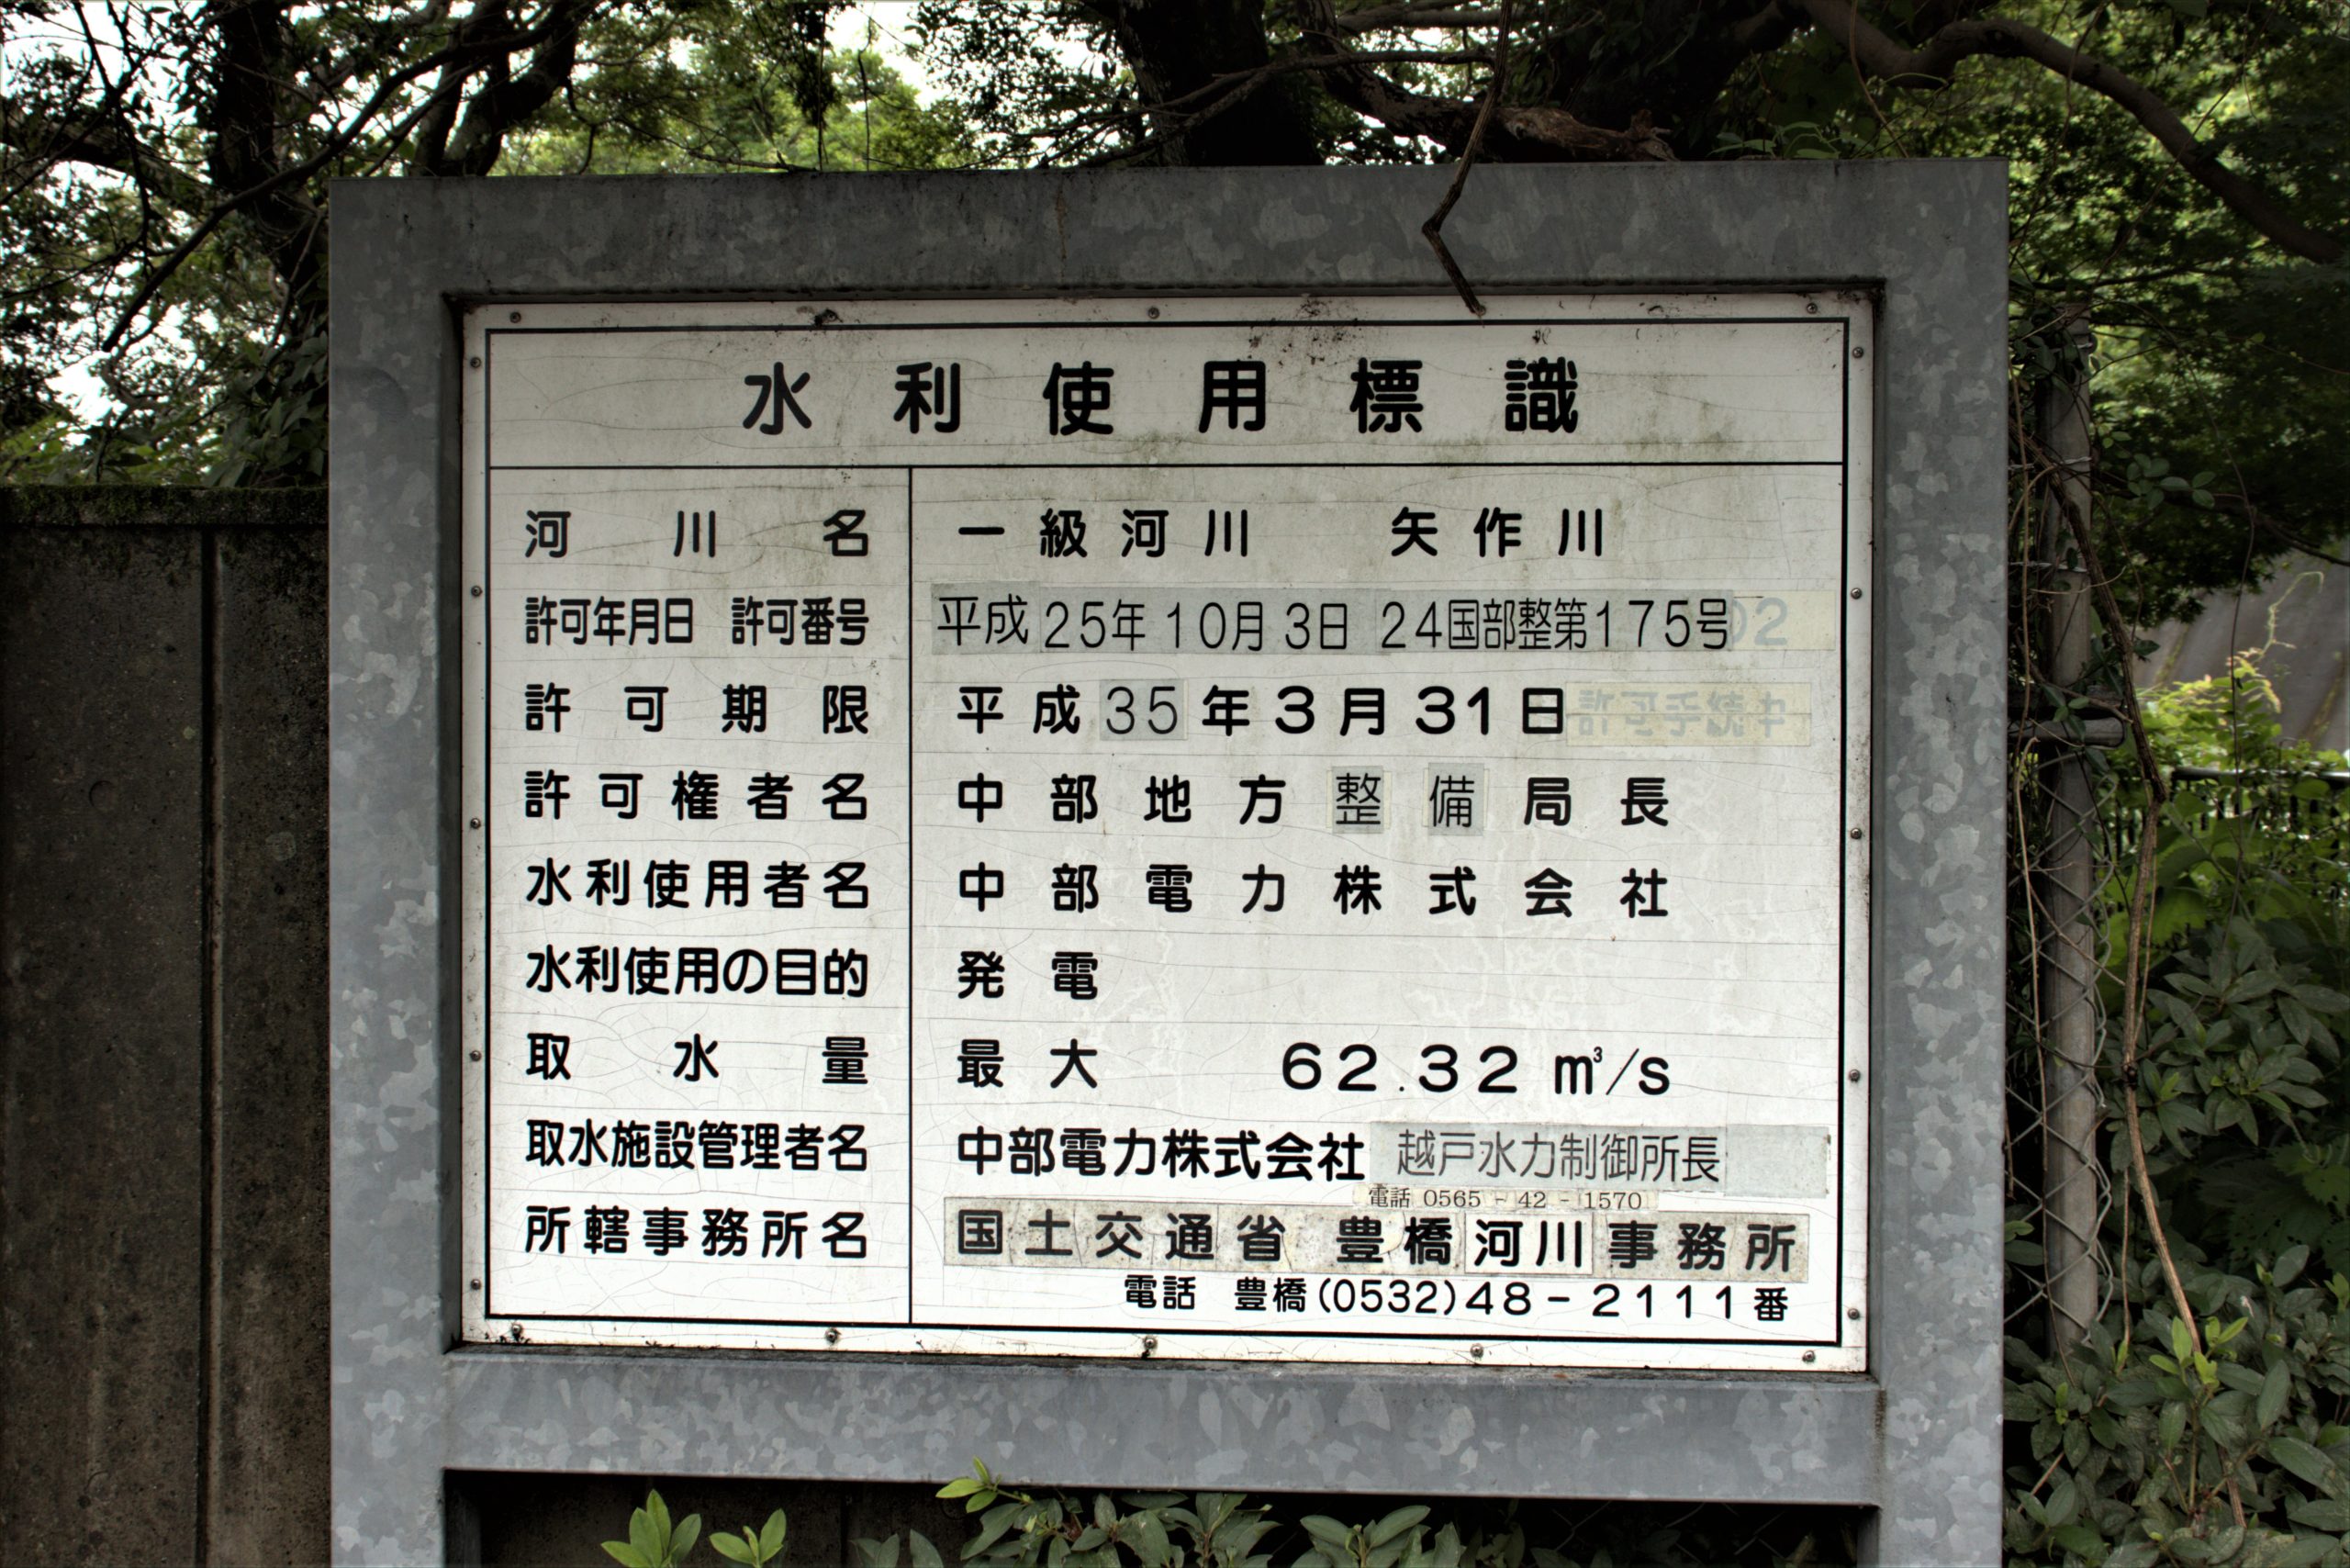 水利使用標識
河川名 一級河川 矢作川
許可年月日 許可番号 平成25年10月3日 24国部整第175号02
許可期限 平成35年3月31日 許可手続中
許可権者名 中部地方整備局長
水利使用者名 中部電力株式会社
水利使用の目的 発電
取水量 最大 62.32 m³/s
取水施設管理者名 中部電力株式会社 越戸水力制御所長
電話 0565-42-1570
所轄事務所名 国土交通省 豊橋河川事務所
電話 豊橋(0532)48-2111番